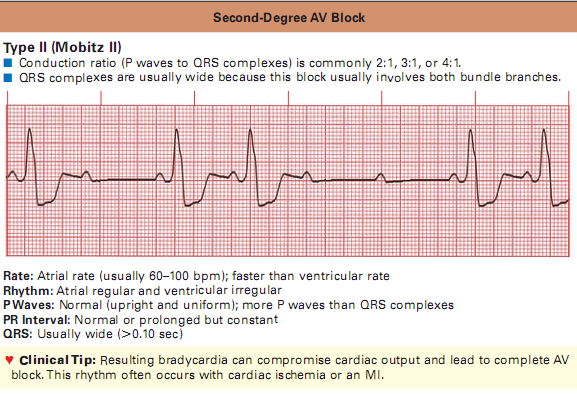 Second-Degree AV Block
Type II (Mobitz II)
■ Conduction ratio (P waves to QRS complexes) is commonly 2:1, 3:1, or 4:1.
■ QRS complexes are usually wide because this block usually involves both bundle branches.
Rate: Atrial rate (usually 60–100 bpm); faster than ventricular rate
Rhythm: Atrial regular and ventricular irregular
P Waves: Normal (upright and uniform); more P waves than QRS complexes
PR Interval: Normal or prolonged but constant
QRS: Usually wide (>0.10 sec)
♥ Clinical Tip: Resulting bradycardia can compromise cardiac output and lead to complete AV
block. This rhythm often occurs with cardiac ischemia or an MI.